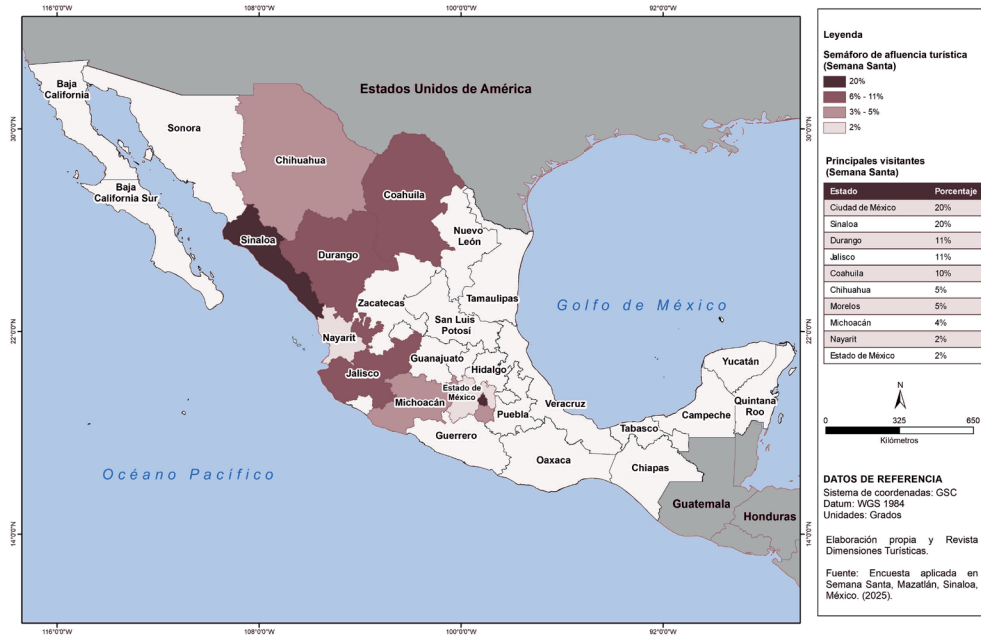 116°0'0"W 108°0'0"W 100°0'0"W 92°0'0"W
30°0'0"N 30°0'0"N
22°0'0"N 22°0'0"N
14°0'0"N 14°0'0"N
116°0'0"W 108°0'0"W 100°0'0"W 92°0'0"W
Estados Unidos de América
Baja
California
Sonora
Chihuahua
Coahuila
Baja
California Sur
Sinaloa
Durango
Nuevo
León
Zacatecas
Tamaulipas
Golfo de México
San Luis
Potosí
Nayarit
Guanajuato
Hidalgo
Jalisco
Estado de
México
Michoacán
Puebla
Veracruz
Yucatán
Quintana
Roo
Campeche
Tabasco
Guerrero
Oaxaca
Chiapas
Océano Pacífico
Guatemala
Honduras
Leyenda
Semáforo de afluencia turística
(Semana Santa)
20%
6% - 11%
3% - 5%
2%
Principales visitantes
(Semana Santa)
Estado Porcentaje
Ciudad de México 20%
Sinaloa 20%
Durango 11%
Jalisco 11%
Coahuila 10%
Chihuahua 5%
Morelos 5%
Michoacán 4%
Nayarit 2%
Estado de México 2%
N
0 325 650
Kilómetros
DATOS DE REFERENCIA
Sistema de coordenadas: GSC
Datum: WGS 1984
Unidades: Grados
Elaboración propia y Revista
Dimensiones Turísticas.
Fuente: Encuesta aplicada en
Semana Santa, Mazatlán, Sinaloa,
México. (2025).